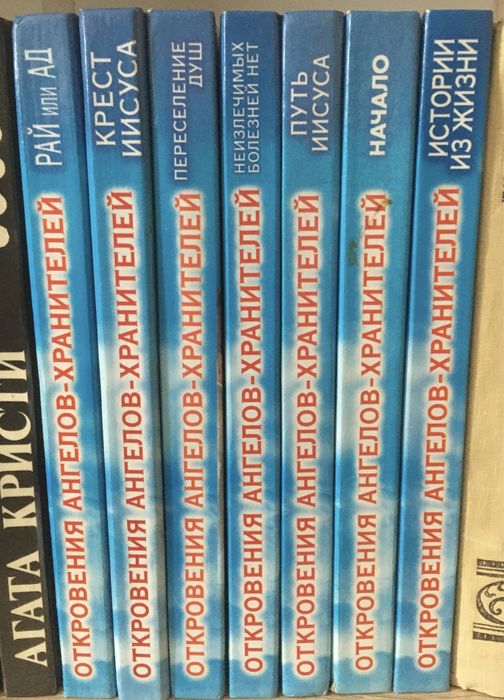 АГАТА КРИСТИ
ОТКРОВЕНИЯ АНГЕЛОВ-ХРАНИТЕЛЕЙ
РАЙ ИЛИ АД
ОТКРОВЕНИЯ АНГЕЛОВ-ХРАНИТЕЛЕЙ
КРЕСТ
ИИСУСА
ОТКРОВЕНИЯ АНГЕЛОВ-ХРАНИТЕЛЕЙ
ПЕРЕСЕЛЕНИЕ
ДУШ
ОТКРОВЕНИЯ АНГЕЛОВ-ХРАНИТЕЛЕЙ
НЕИЗЛЕЧИМЫХ
БОЛЕЗНЕЙ НЕТ
ОТКРОВЕНИЯ АНГЕЛОВ-ХРАНИТЕЛЕЙ
ПУТЬ
ИИСУСА
ОТКРОВЕНИЯ АНГЕЛОВ-ХРАНИТЕЛЕЙ
НАЧАЛО
ОТКРОВЕНИЯ АНГЕЛОВ-ХРАНИТЕЛЕЙ
ИСТОРИИ
ИЗ ЖИЗНИ